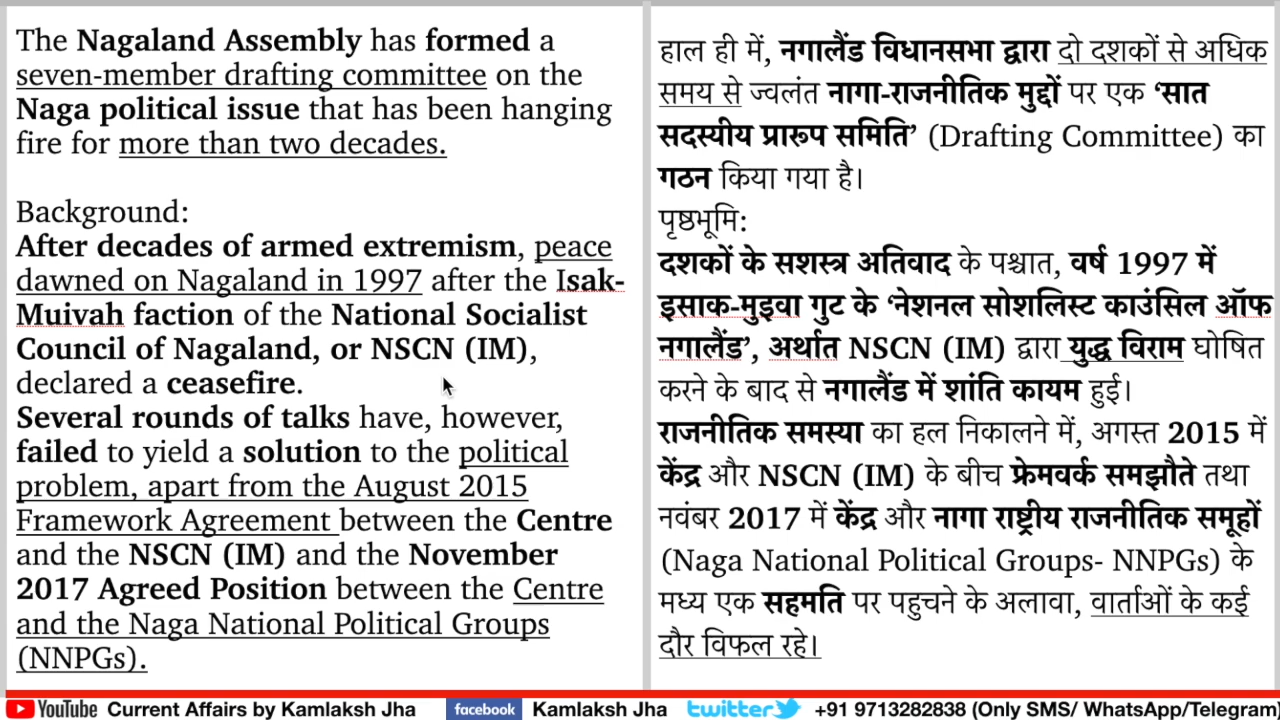 The Nagaland Assembly has formed a
seven-member drafting committee on the
Naga political issue that has been hanging
fire for more than two decades.
Background:
After decades of armed extremism, peace
dawned on Nagaland in 1997 after the Isak-
Muivah faction of the National Socialist
Council of Nagaland, or NSCN (IM),
declared a ceasefire.
Several rounds of talks have, however,
failed to yield a solution to the political
problem, apart from the August 2015
Framework Agreement between the Centre
and the NSCN (IM) and the November
2017 Agreed Position between the Centre
and the Naga National Political Groups
(NNPGs).
हाल ही में, नगालैंड विधानसभा द्वारा दो दशकों से अधिक
समय से ज्वलंत नागा-राजनीतिक मुद्दों पर एक ‘सात
सदस्यीय प्रारूप समिति’ (Drafting Committee) का
गठन किया गया है।
पृष्ठभूमि:
दशकों के सशस्त्र अतिवाद के पश्चात, वर्ष 1997 में
इसाक-मुइवा गुट के ‘नेशनल सोशलिस्ट काउंसिल ऑफ
नगालैंड’, अर्थात NSCN (IM) द्वारा युद्ध विराम घोषित
करने के बाद से नगालैंड में शांति कायम हुई।
राजनीतिक समस्या का हल निकालने में, अगस्त 2015 में
केंद्र और NSCN (IM) के बीच फ्रेमवर्क समझौते तथा
नवंबर 2017 में केंद्र और नागा राष्ट्रीय राजनीतिक समूहों
(Naga National Political Groups- NNPGs) के
मध्य एक सहमति पर पहुचने के अलावा, वार्ताओं के कई
दौर विफल रहे।
YouTube Current Affairs by Kamlaksh Jha facebook Kamlaksh Jha twitter +91 9713282838 (Only SMS/ WhatsApp/Telegram)